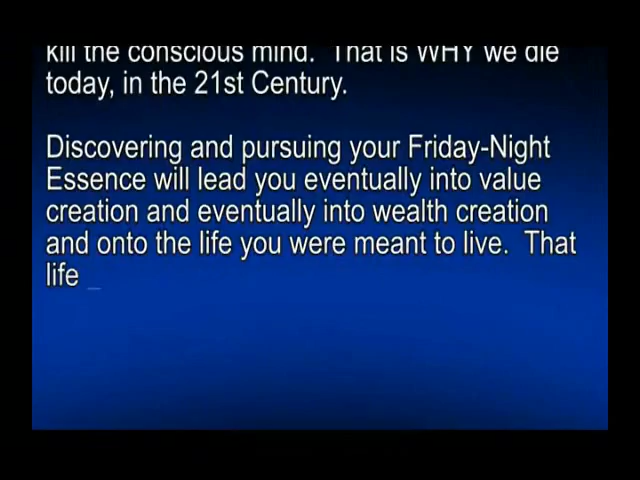 kill the conscious mind.  That is WHY we die
today, in the 21st Century.
Discovering and pursuing your Friday-Night
Essence will lead you eventually into value
creation and eventually into wealth creation
and onto the life you were meant to live.  That
life _